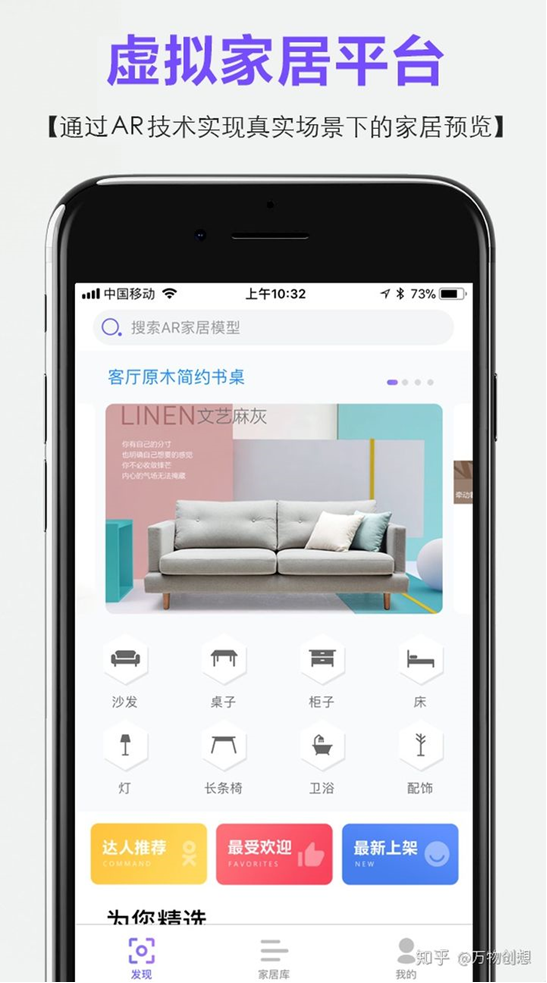 虚拟家居平台
【通过AR技术实现真实场景下的家居预览】
中国移动 上午10:32 73%
搜索AR家居模型
客厅原木简约书桌
LINEN文艺麻灰
你有自己的分寸
也明确自己想要的感觉
你不必收敛锋芒
内心的气场无法掩藏
牵边
沙发 桌子 柜子 床
灯 长条椅 卫浴 配饰
达人推荐 最受欢迎 最新上架
COMMAND FAVORITES NEW
为您精选
发现 家居库 我的
知乎 @万物创想